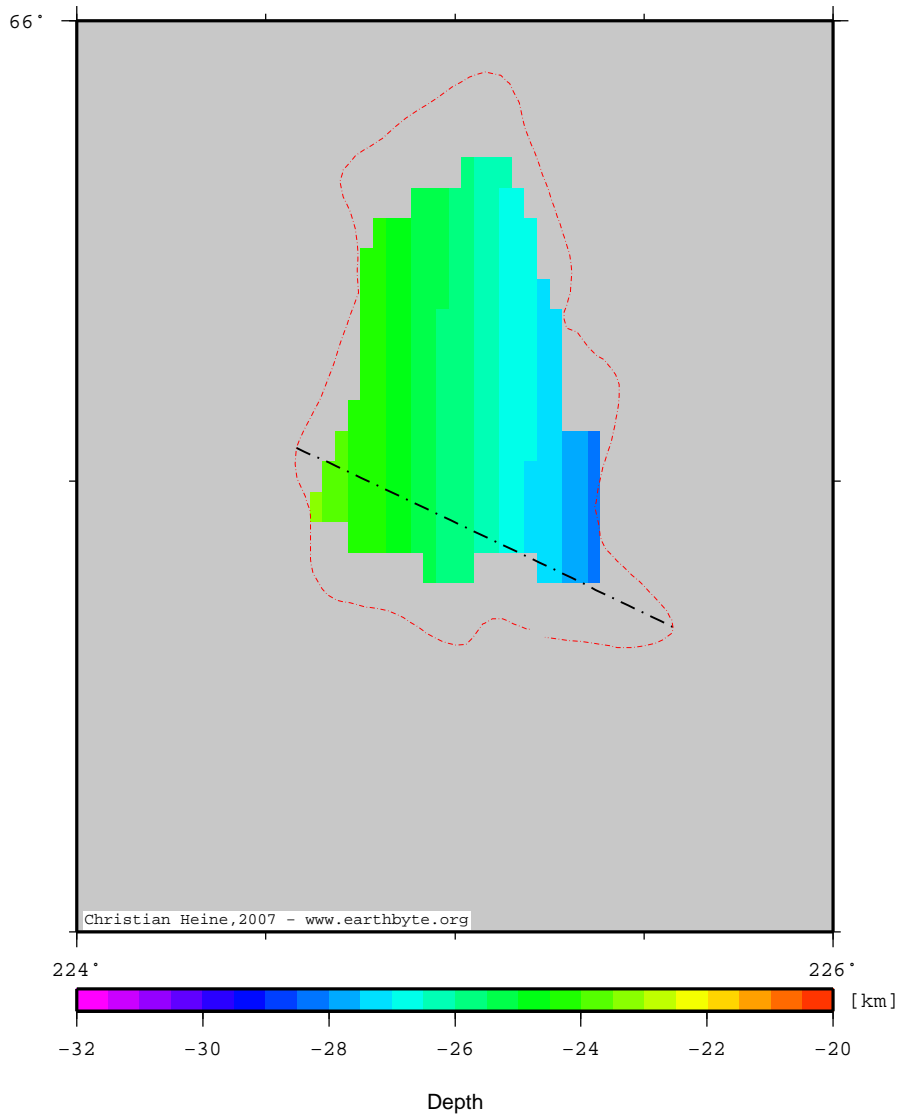 66°
Christian Heine,2007 - www.earthbyte.org
224° 226°
[km]
-32 -30 -28 -26 -24 -22 -20
Depth